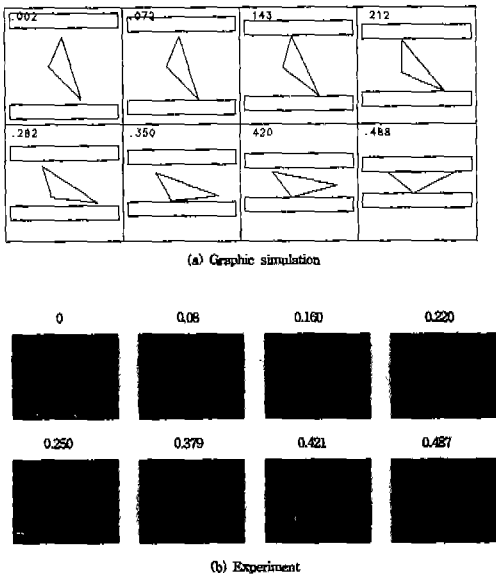 .002 .072 .143 .212
.282 .350 420 .488
(a) Graphic simulation
0 0.08 0.160 0.220
0.250 0.379 0.421 0.487
(b) Experiment